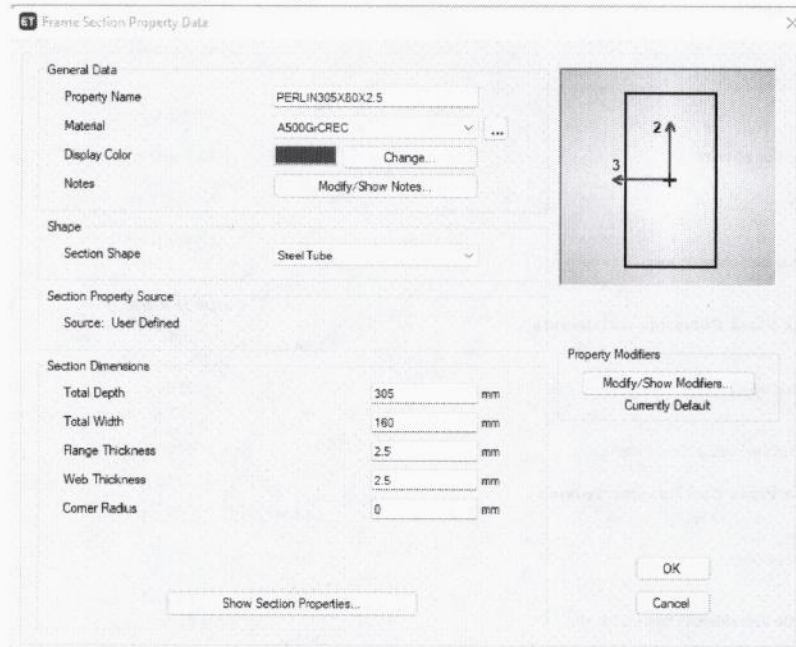 ET Frame Section Property Data
General Data
Property Name PERLIN305X80X2.5
Material A500GrCREC ...
Display Color Change...
Notes Modify/Show Notes...
Shape
Section Shape Steel Tube
Section Property Source
Source: User Defined
Section Dimensions
Total Depth 305 mm
Total Width 160 mm
Flange Thickness 2.5 mm
Web Thickness 2.5 mm
Corner Radius 0 mm
Show Section Properties...
2
3
Property Modifiers
Modify/Show Modifiers...
Currently Default
OK
Cancel